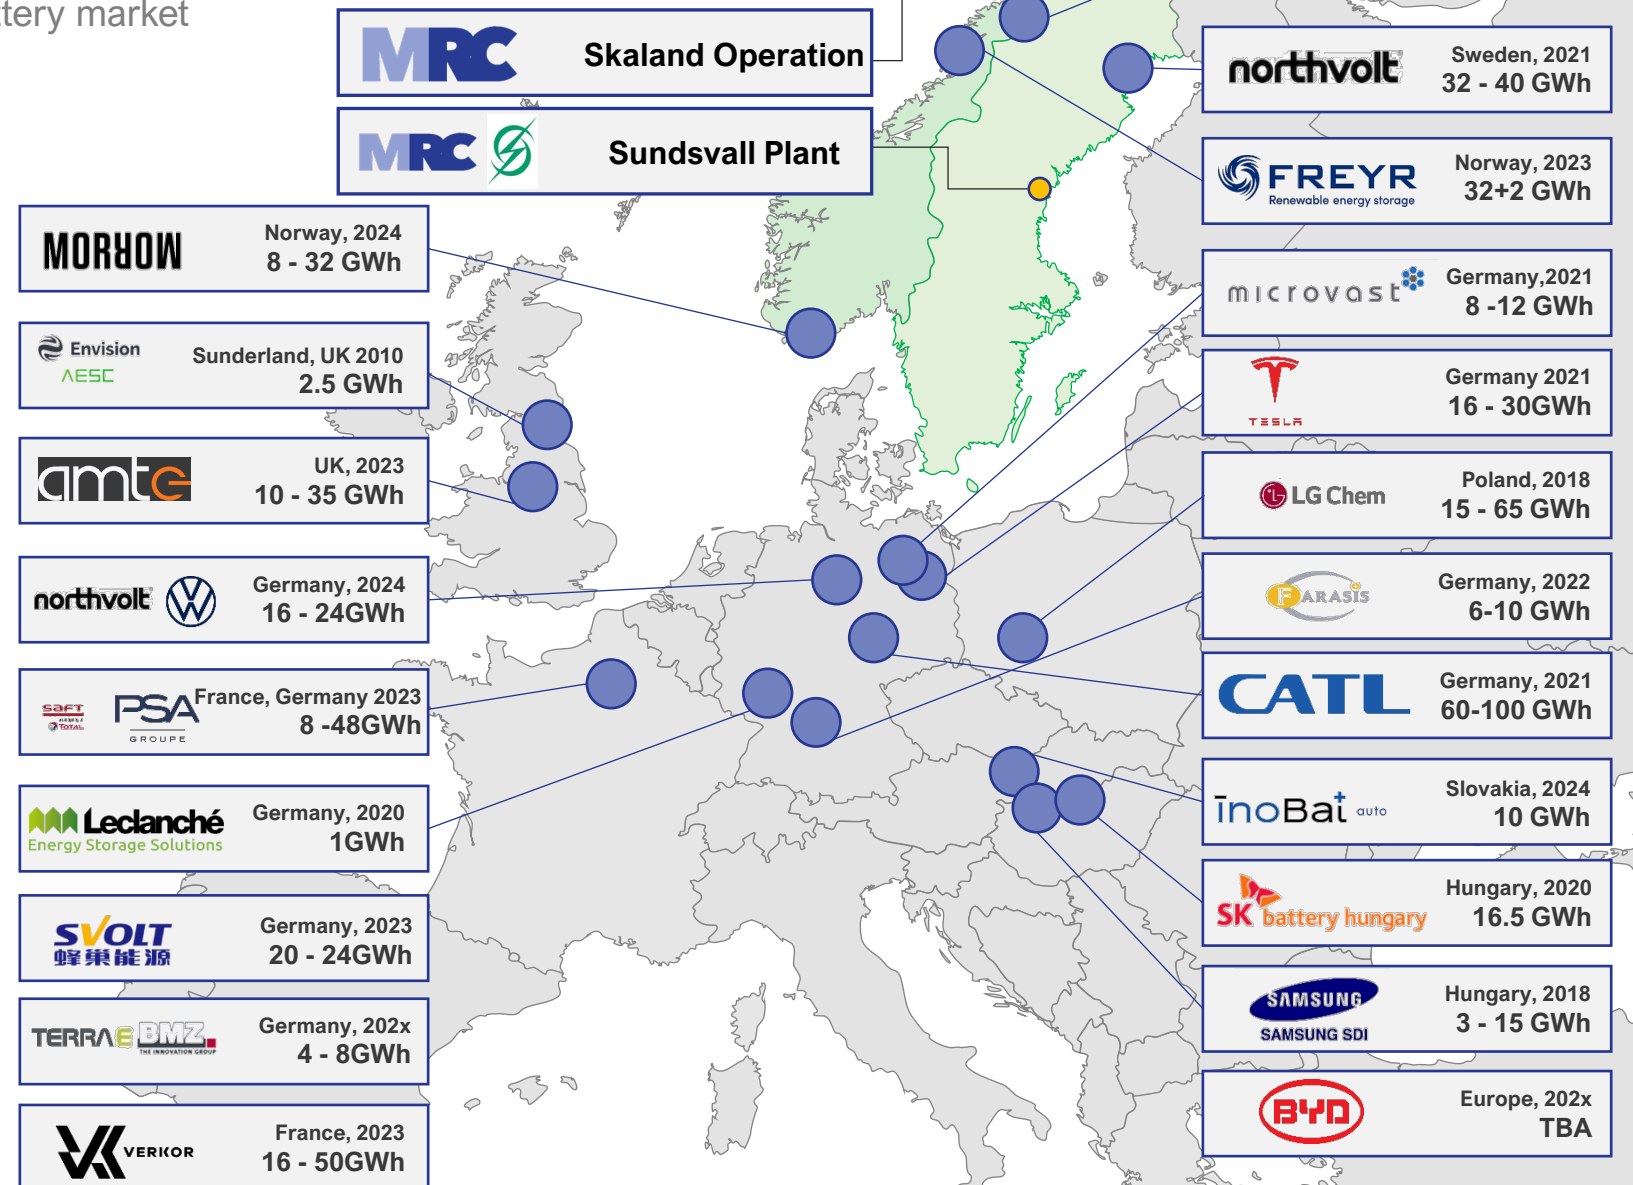 ttery market
MRC Skaland Operation
MRC Sundsvall Plant
MORROW
Norway, 2024
8 - 32 GWh
Envision
AESC
Sunderland, UK 2010
2.5 GWh
amte
UK, 2023
10 - 35 GWh
northvolt
Germany, 2024
16 - 24GWh
SAFT
TOTAL
PSA
GROUPE
France, Germany 2023
8 -48GWh
Leclanché
Energy Storage Solutions
Germany, 2020
1GWh
SVOLT
蜂巢能源
Germany, 2023
20 - 24GWh
TERRAE BMZ
THE INNOVATION GROUP
Germany, 202x
4 - 8GWh
VERKOR
France, 2023
16 - 50GWh
northvolt
Sweden, 2021
32 - 40 GWh
FREYR
Renewable energy storage
Norway, 2023
32+2 GWh
microvast
Germany,2021
8 -12 GWh
TESLA
Germany 2021
16 - 30GWh
LG Chem
Poland, 2018
15 - 65 GWh
FARASIS
Germany, 2022
6-10 GWh
CATL
Germany, 2021
60-100 GWh
InoBat auto
Slovakia, 2024
10 GWh
SK battery hungary
Hungary, 2020
16.5 GWh
SAMSUNG
SAMSUNG SDI
Hungary, 2018
3 - 15 GWh
BYD
Europe, 202x
TBA